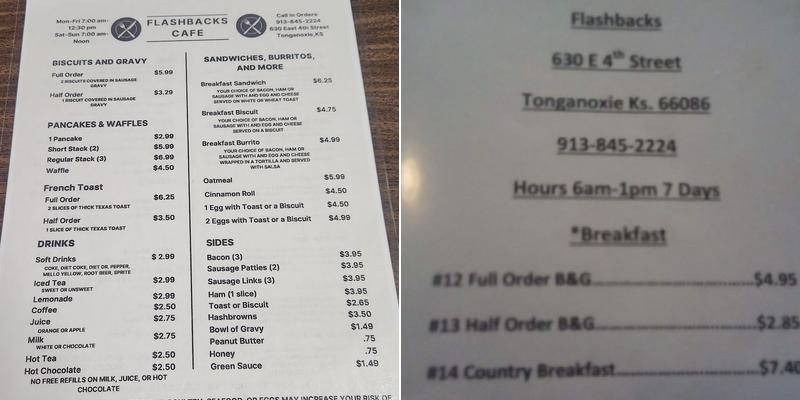 Mon-Fri 7:00 am-
12:30 pm
Sat-Sun 7:00 am-
Noon
FLASHBACKS
CAFE
Call In Orders
913-845-2224
630 East 4th Street
Tonganoxie,KS
BISCUITS AND GRAVY
Full Order $5.99
2 BISCUITS COVERED IN SAUSAGE
GRAVY
Half Order $3.29
1 BISCUIT COVERED IN SAUSAGE
GRAVY
PANCAKES & WAFFLES
1 Pancake $2.99
Short Stack (2) $5.99
Regular Stack (3) $6.99
Waffle $4.50
French Toast
Full Order $6.25
2 SLICES OF THICK TEXAS TOAST
Half Order $3.50
1 SLICE OF THICK TEXAS TOAST
DRINKS
Soft Drinks $ 2.99
COKE, DIET COKE, DIET DR. PEPPER,
MELLO YELLOW, ROOT BEER, SPRITE
Iced Tea $2.99
SWEET OR UNSWEET
Lemonade $2.99
Coffee $2.50
Juice $2.75
ORANGE OR APPLE
Milk $2.75
WHITE OR CHOCOLATE
Hot Tea $2.50
Hot Chocolate $2.50
NO FREE REFILLS ON MILK, JUICE, OR HOT
CHOCOLATE
SANDWICHES, BURRITOS,
AND MORE
Breakfast Sandwich $6.25
YOUR CHOICE OF BACON, HAM OR
SAUSAGE WITH AND EGG AND CHEESE
SERVED ON WHITE OR WHEAT TOAST
Breakfast Biscuit $4.75
YOUR CHOICE OF BACON, HAM OR
SAUSAGE WITH AND EGG AND CHEESE
SERVED ON A BISCUIT
Breakfast Burrito $4.99
YOUR CHOICE OF BACON, HAM OR
SAUSAGE WITH AND EGG AND CHEESE
WRAPPED IN A TORTILLA AND SERVED
WITH SALSA
Oatmeal $5.99
Cinnamon Roll $4.50
1 Egg with Toast or a Biscuit $4.50
2 Eggs with Toast or a Biscuit $4.99
SIDES
Bacon (3) $3.95
Sausage Patties (2) $3.95
Sausage Links (3) $3.95
Ham (1 slice) $3.95
Toast or Biscuit $2.65
Hashbrowns $3.50
Bowl of Gravy $1.49
Peanut Butter .75
Honey .75
Green Sauce $1.49
SEAFOOD, OR EGGS MAY INCREASE YOUR RISK OF
Flashbacks
630 E 4th Street
Tonganoxie Ks. 66086
913-845-2224
Hours 6am-1pm 7 Days
*Breakfast
#12 Full Order B&G.....................$4.95
#13 Half Order B&G.....................$2.85
#14 Country Breakfast..................$7.40